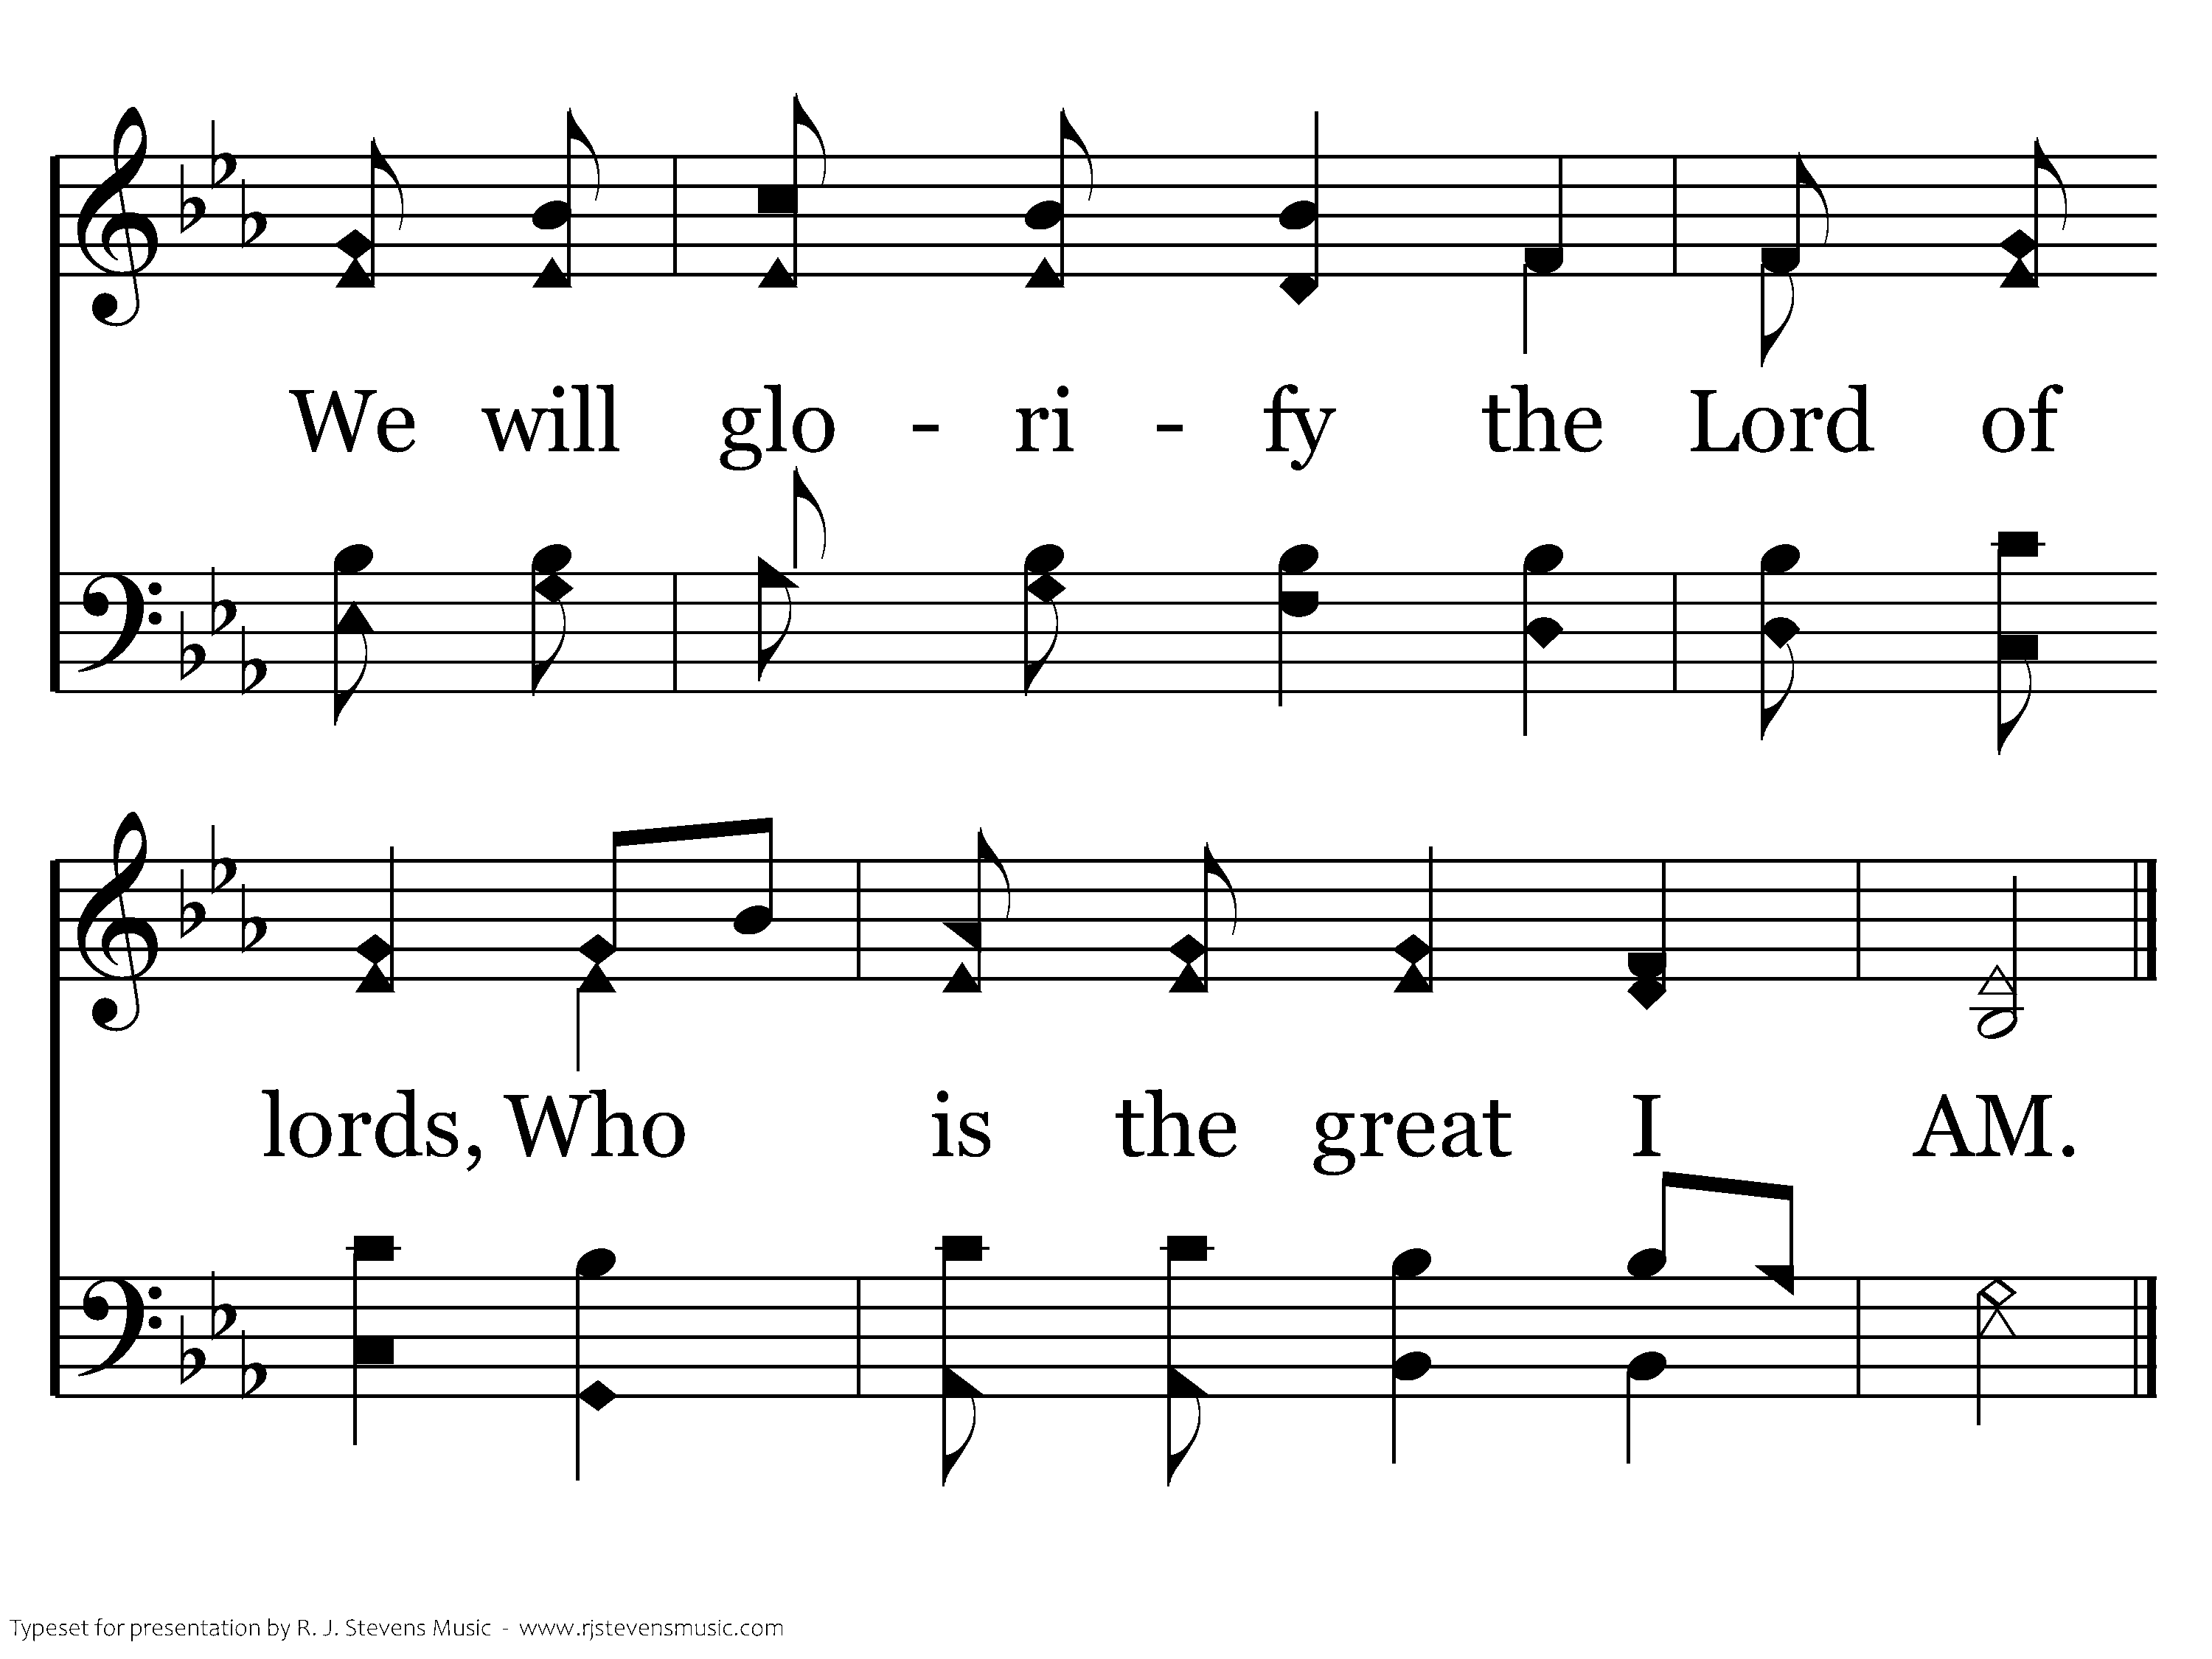 We will glo - ri - fy the Lord of
lords, Who is the great I AM.
Typeset for presentation by R. J. Stevens Music - www.rjstevensmusic.com